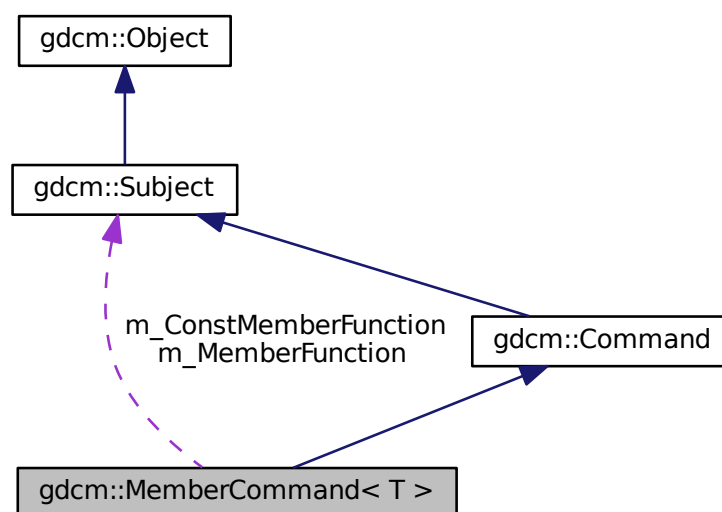 gdcm::Object
gdcm::Subject
m_ConstMemberFunction
m_MemberFunction
gdcm::Command
gdcm::MemberCommand< T >